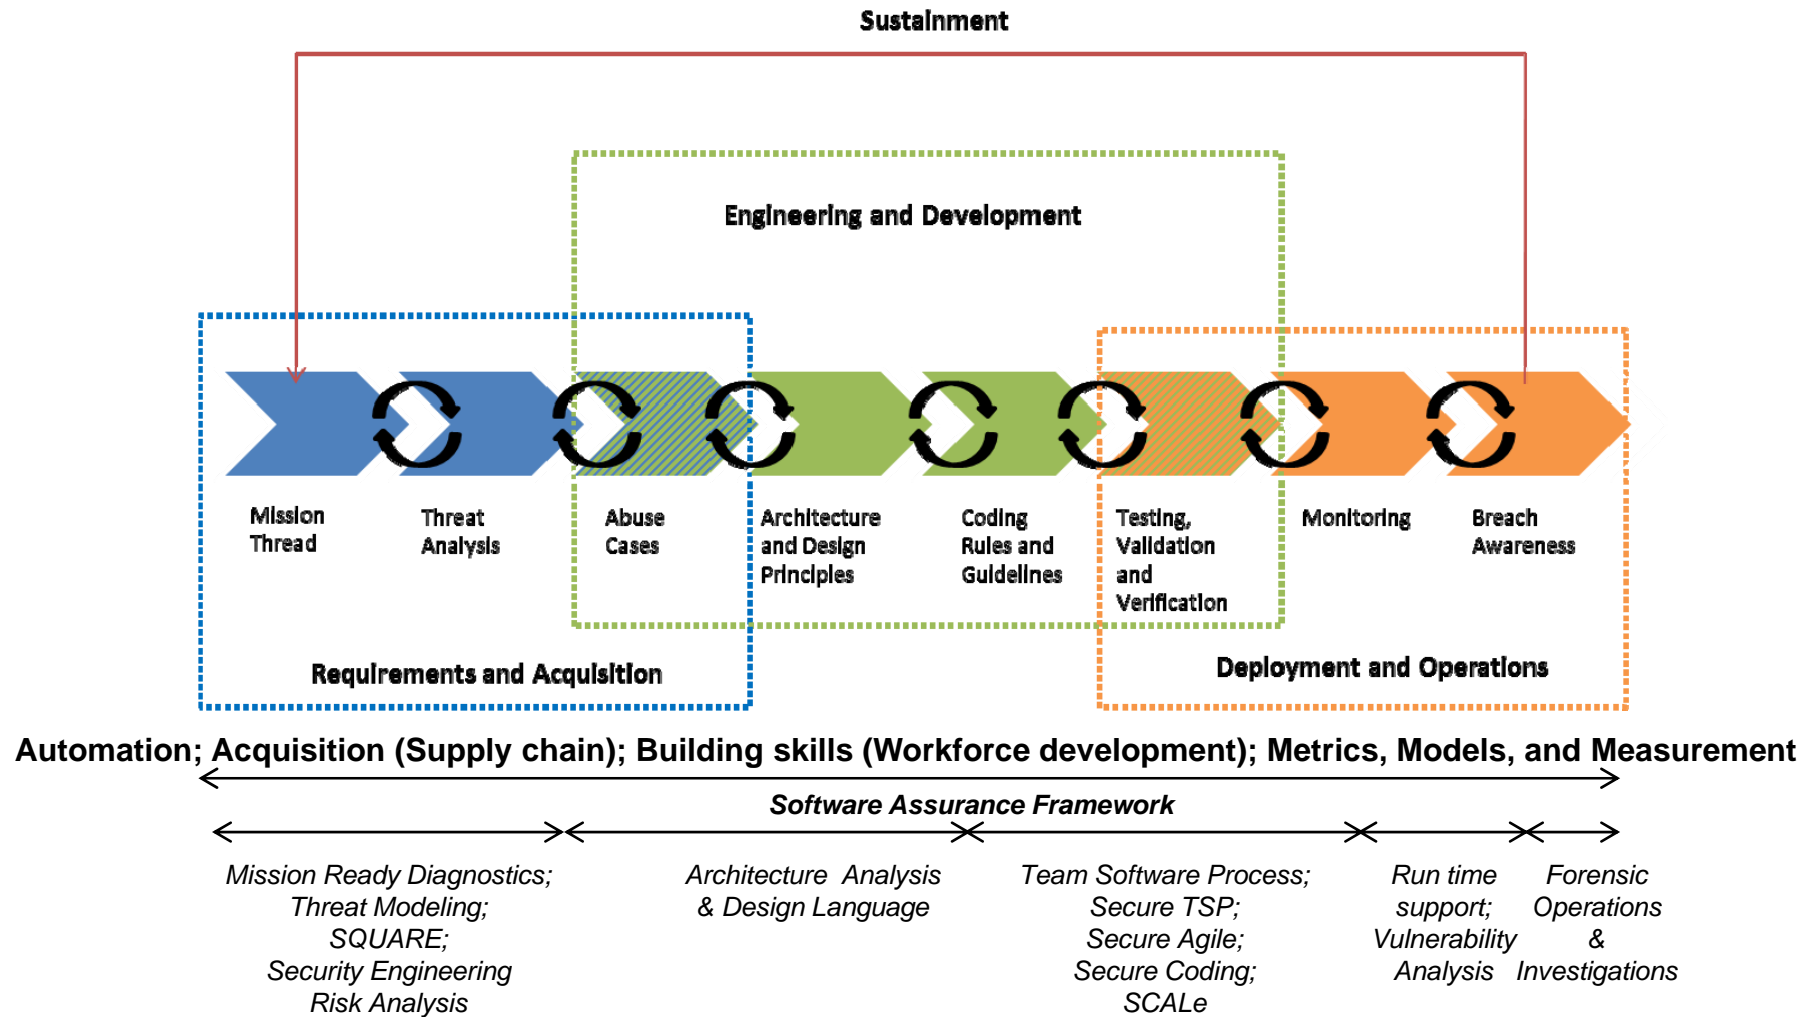 Sustainment
Engineering and Development
Mission
Thread
Threat
Analysis
Abuse
Cases
Architecture
and Design
Principles
Coding
Rules and
Guidelines
Testing,
Validation
and
Verification
Monitoring
Breach
Awareness
Requirements and Acquisition
Deployment and Operations
Automation; Acquisition (Supply chain); Building skills (Workforce development); Metrics, Models, and Measurement
Software Assurance Framework
Mission Ready Diagnostics;
Threat Modeling;
SQUARE;
Security Engineering
Risk Analysis
Architecture Analysis
& Design Language
Team Software Process;
Secure TSP;
Secure Agile;
Secure Coding;
SCALe
Run time
support;
Vulnerability
Analysis
Forensic
Operations
&
Investigations